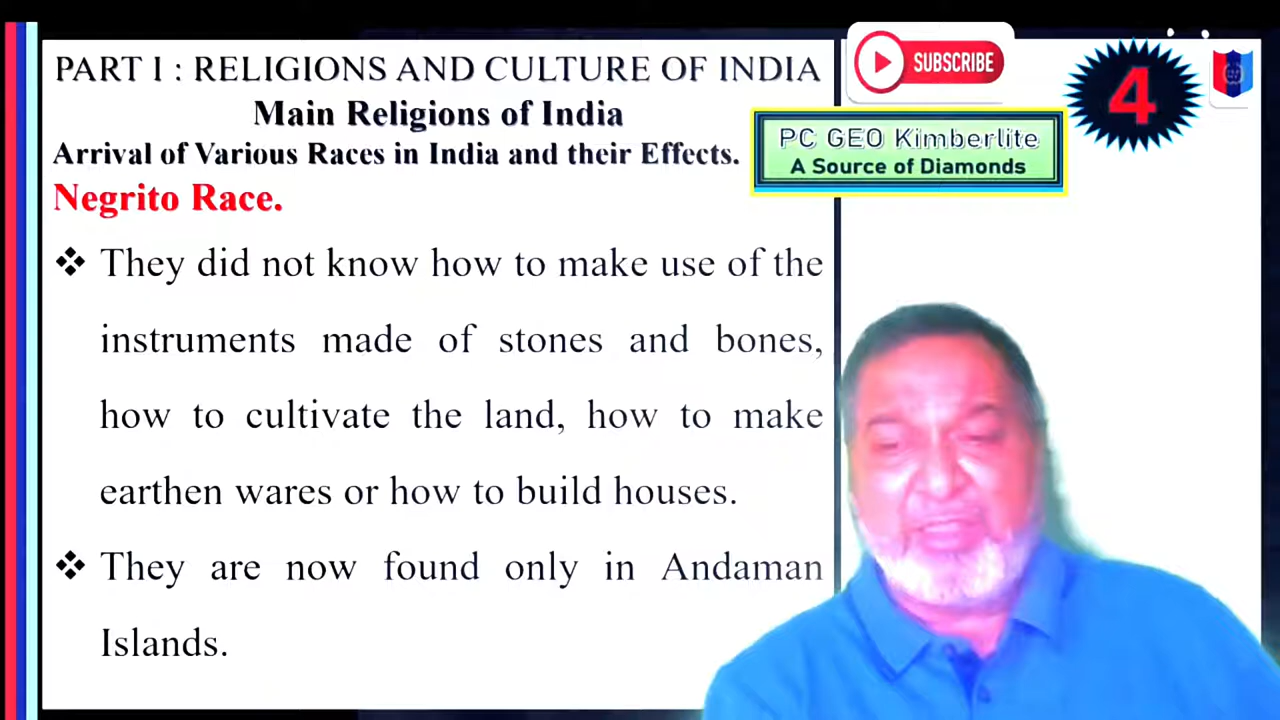 PART I : RELIGIONS AND CULTURE OF INDIA
Main Religions of India
Arrival of Various Races in India and their Effects.
Negrito Race.
❖ They did not know how to make use of the
instruments made of stones and bones,
how to cultivate the land, how to make
earthen wares or how to build houses.
❖ They are now found only in Andaman
Islands.
SUBSCRIBE
4
PC GEO Kimberlite
A Source of Diamonds